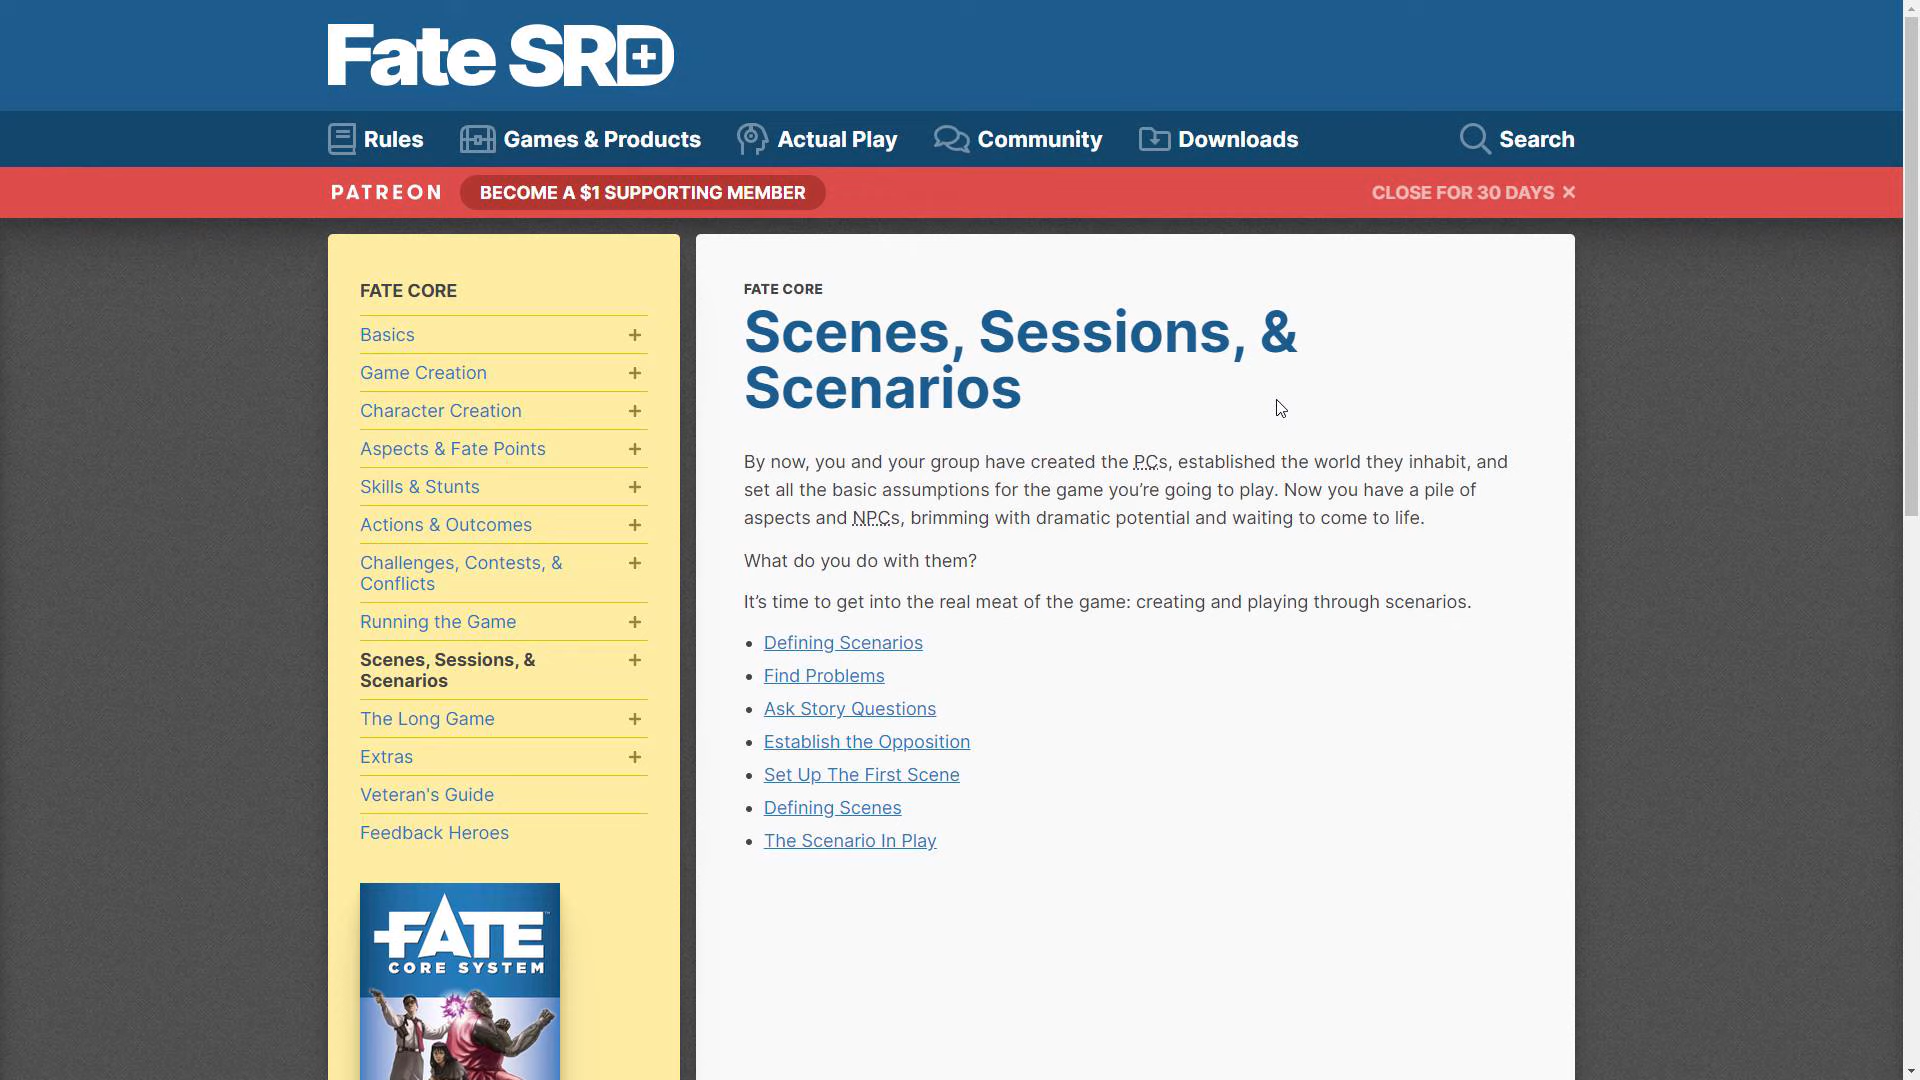 Fate SRD
Rules
Games & Products
Actual Play
Community
Downloads
Search
PATREON
BECOME A $1 SUPPORTING MEMBER
CLOSE FOR 30 DAYS ×
FATE CORE
Basics +
Game Creation +
Character Creation +
Aspects & Fate Points +
Skills & Stunts +
Actions & Outcomes +
Challenges, Contests, & +
Conflicts
Running the Game +
Scenes, Sessions, & +
Scenarios
The Long Game +
Extras +
Veteran's Guide
Feedback Heroes
FATE™
CORE SYSTEM
FATE CORE
Scenes, Sessions, &
Scenarios
By now, you and your group have created the PCs, established the world they inhabit, and
set all the basic assumptions for the game you’re going to play. Now you have a pile of
aspects and NPCs, brimming with dramatic potential and waiting to come to life.
What do you do with them?
It’s time to get into the real meat of the game: creating and playing through scenarios.
• Defining Scenarios
• Find Problems
• Ask Story Questions
• Establish the Opposition
• Set Up The First Scene
• Defining Scenes
• The Scenario In Play